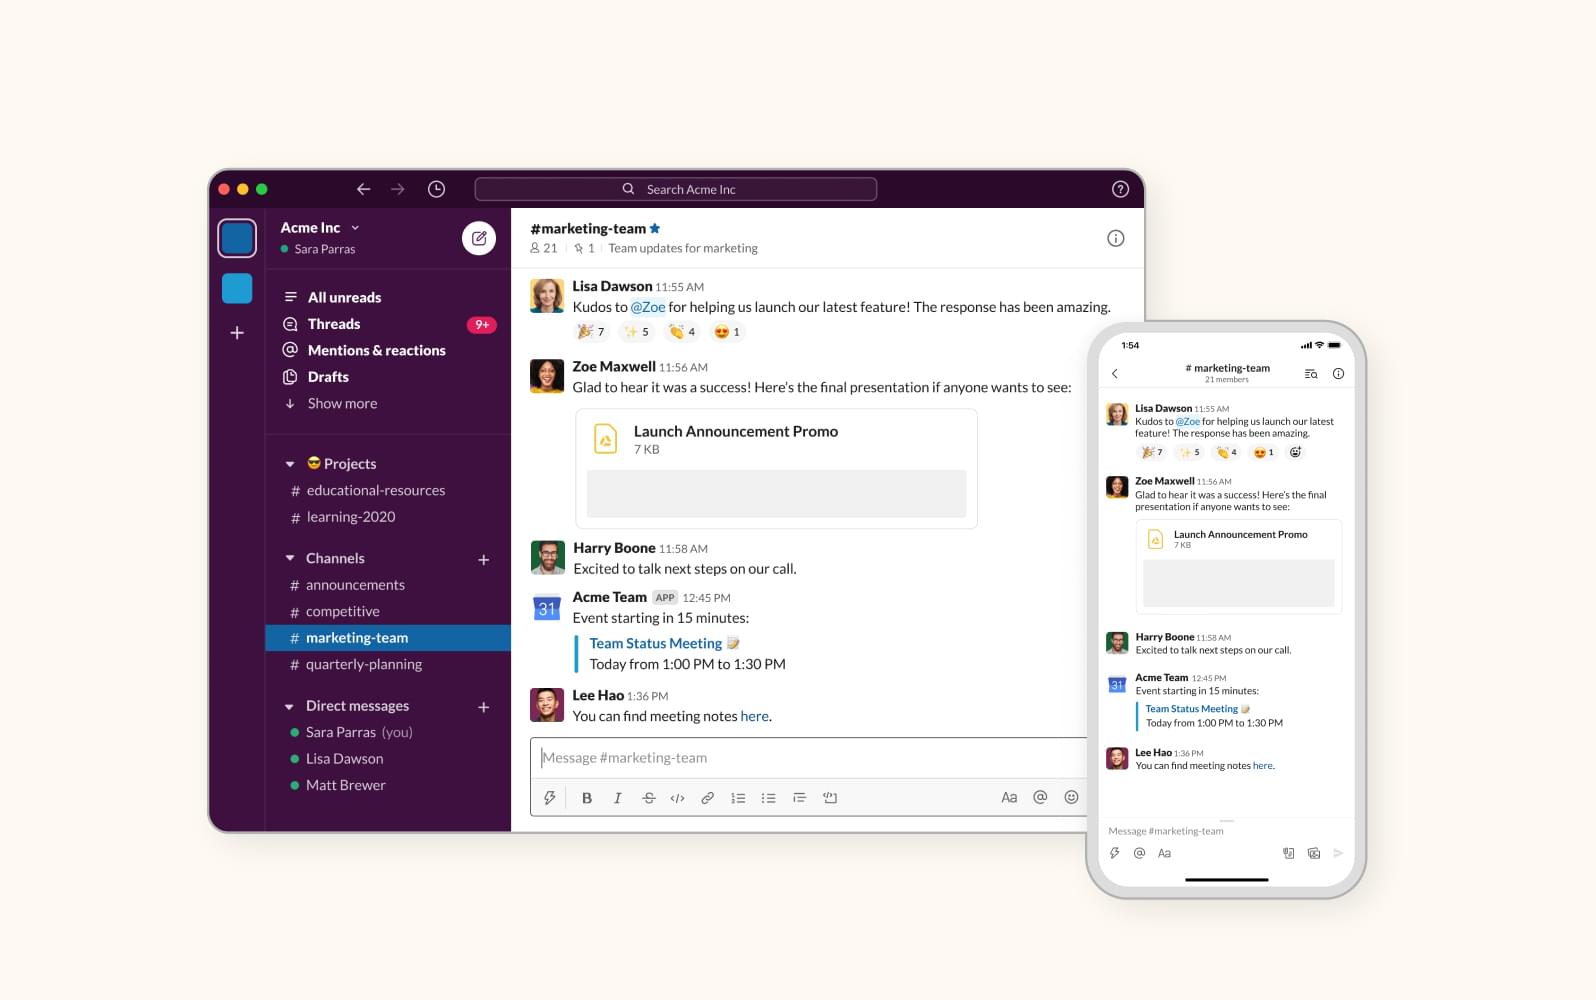 Search Acme Inc
Acme Inc
Sara Parras
All unreads
Threads 9+
Mentions & reactions
Drafts
Show more
😎 Projects
# educational-resources
# learning-2020
Channels
# announcements
# competitive
# marketing-team
# quarterly-planning
Direct messages
Sara Parras (you)
Lisa Dawson
Matt Brewer
#marketing-team
21 | 1 | Team updates for marketing
Lisa Dawson 11:55 AM
Kudos to @Zoe for helping us launch our latest feature! The response has been amazing.
🎉 7 ✨ 5 👏 4 😍 1
Zoe Maxwell 11:56 AM
Glad to hear it was a success! Here's the final presentation if anyone wants to see:
Launch Announcement Promo
7 KB
Harry Boone 11:58 AM
Excited to talk next steps on our call.
31
Acme Team APP 12:45 PM
Event starting in 15 minutes:
Team Status Meeting 📝
Today from 1:00 PM to 1:30 PM
Lee Hao 1:36 PM
You can find meeting notes here.
Message #marketing-team
B I S </> Aa @
1:54
# marketing-team
21 members
Lisa Dawson 11:55 AM
Kudos to @Zoe for helping us launch our latest
feature! The response has been amazing.
🎉 7 ✨ 5 👏 4 😍 1
Zoe Maxwell 11:56 AM
Glad to hear it was a success! Here's the final
presentation if anyone wants to see:
Launch Announcement Promo
7 KB
Harry Boone 11:58 AM
Excited to talk next steps on our call.
31
Acme Team 12:45 PM
Event starting in 15 minutes:
Team Status Meeting 📝
Today from 1:00 PM to 1:30 PM
Lee Hao 1:36 PM
You can find meeting notes here.
Message #marketing-team
@ Aa